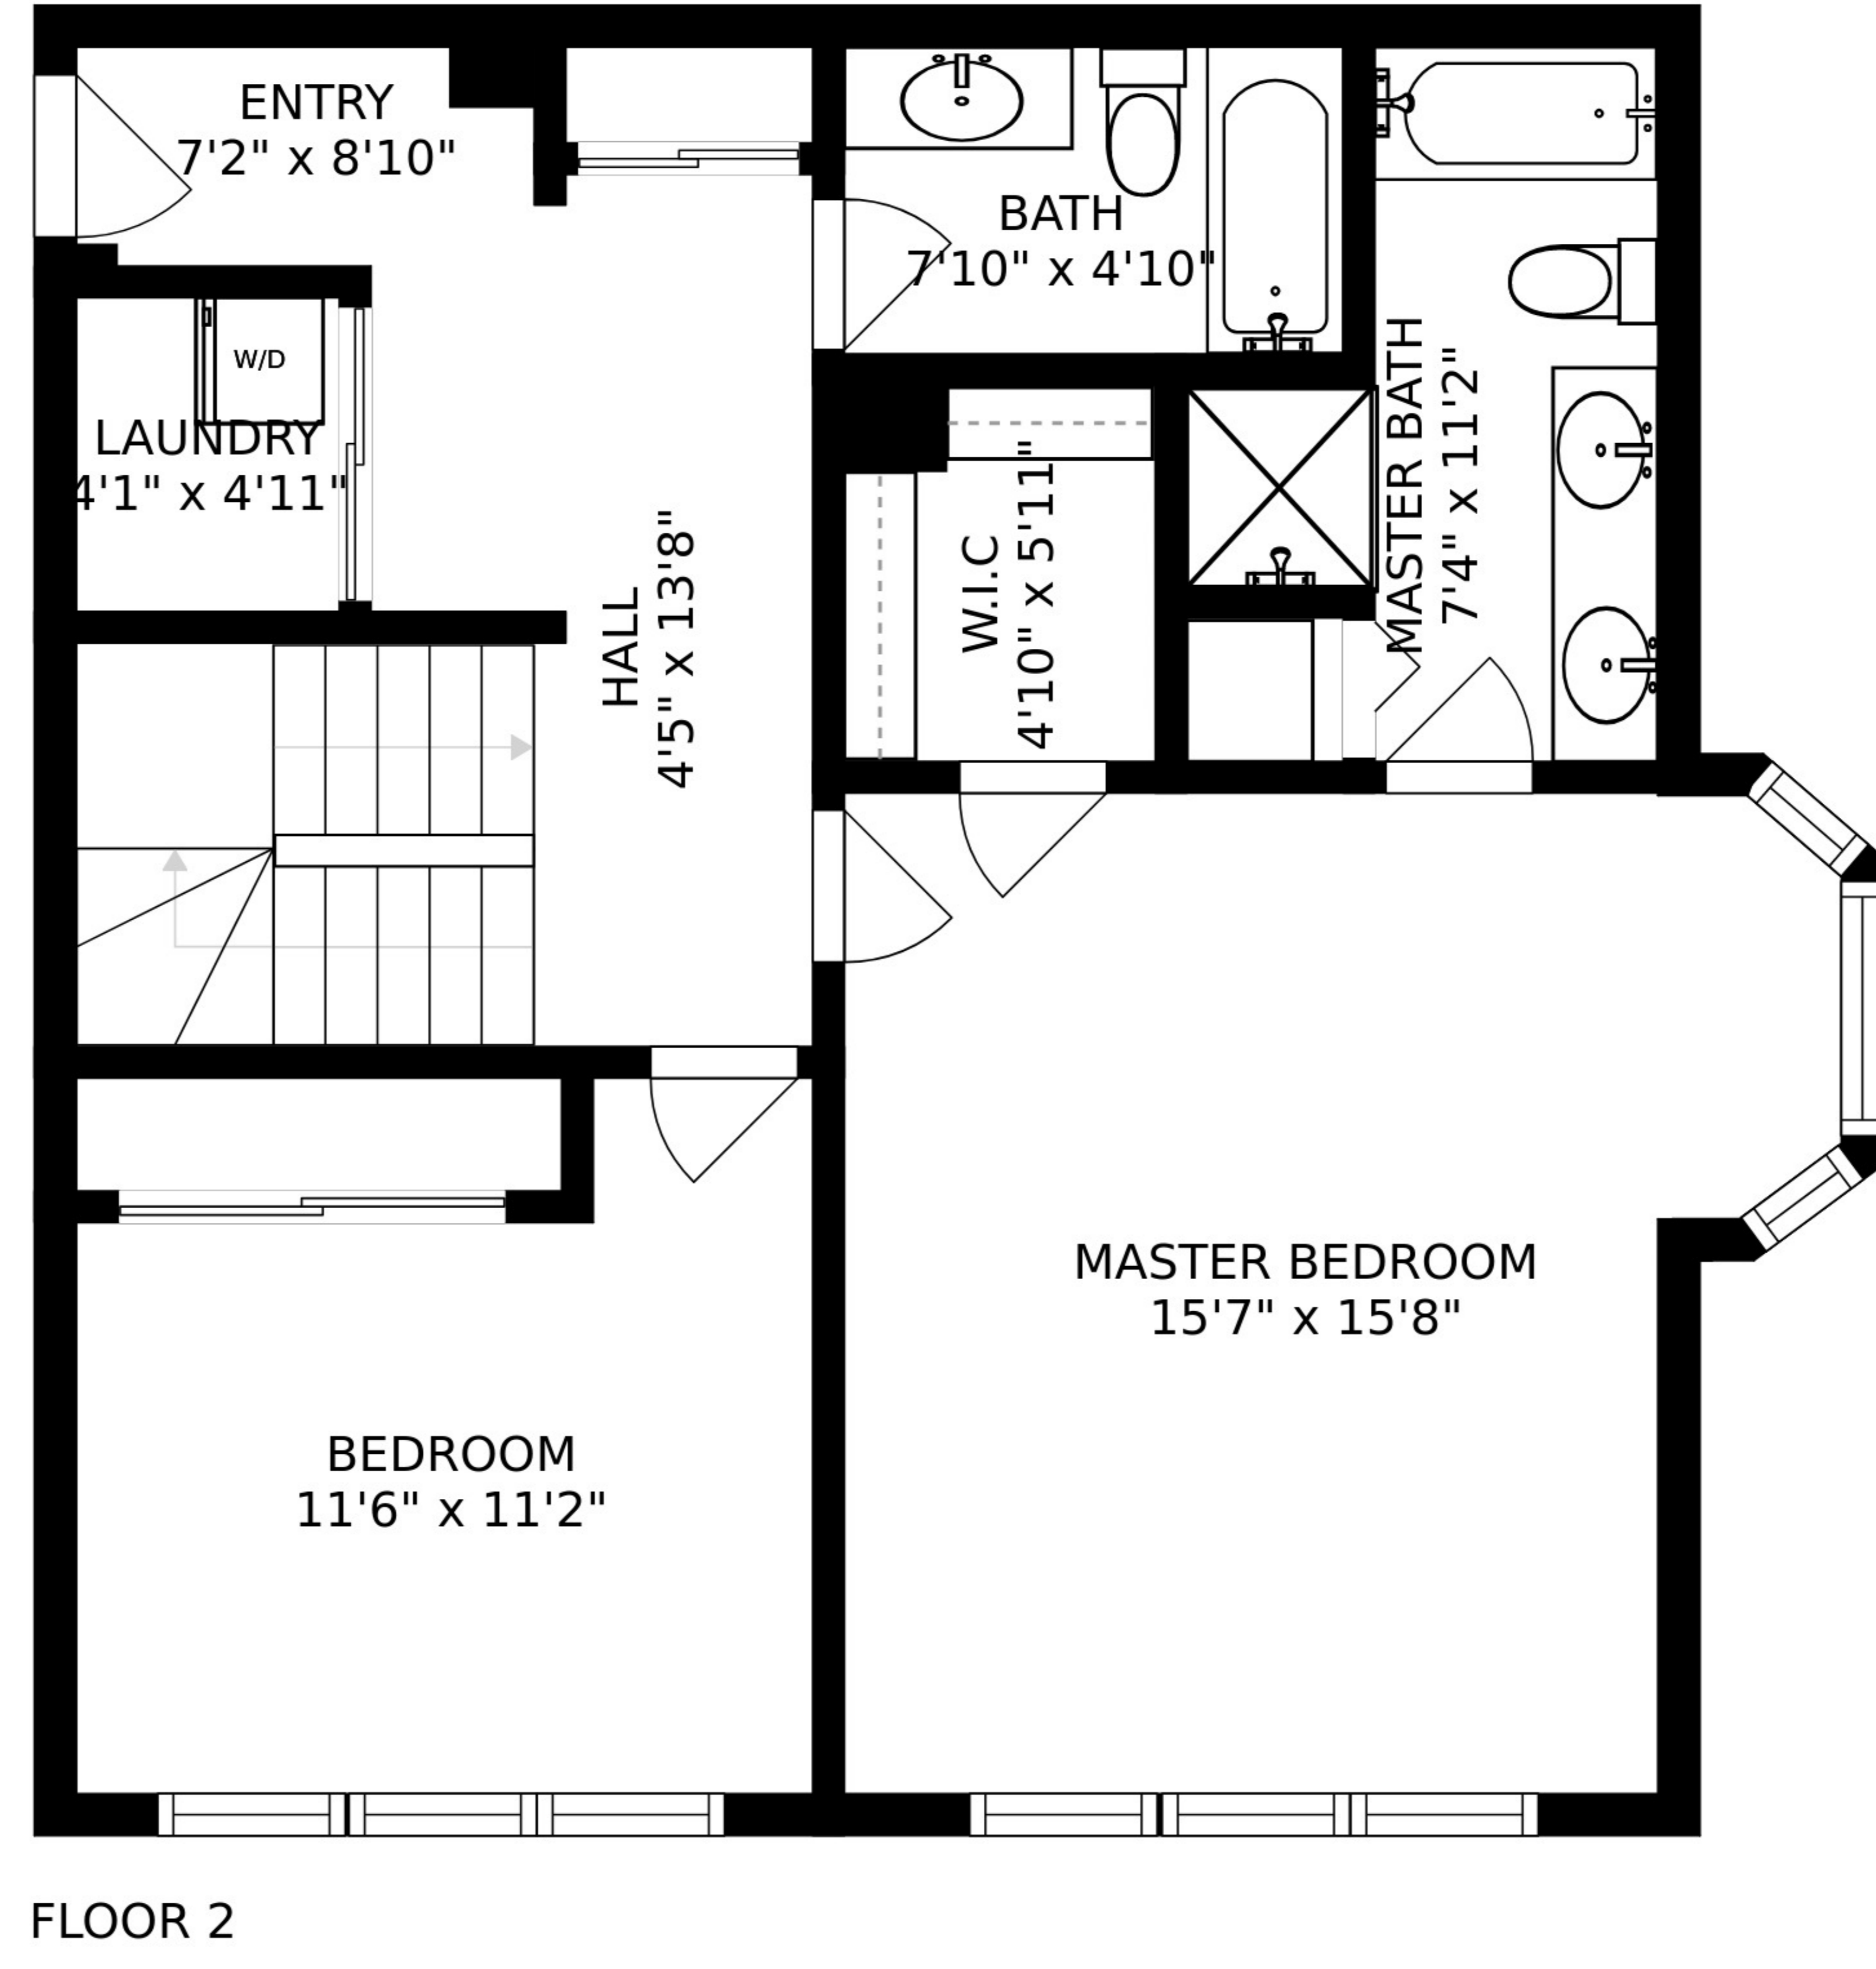 ENTRY
7'2" x 8'10"
BATH
7'10" x 4'10"
W/D
LAUNDRY
4'1" x 4'11"
MASTER BATH
7'4" x 11'2"
W.I.C
4'10" x 5'11"
HALL
4'5" x 13'8"
MASTER BEDROOM
15'7" x 15'8"
BEDROOM
11'6" x 11'2"
FLOOR 2